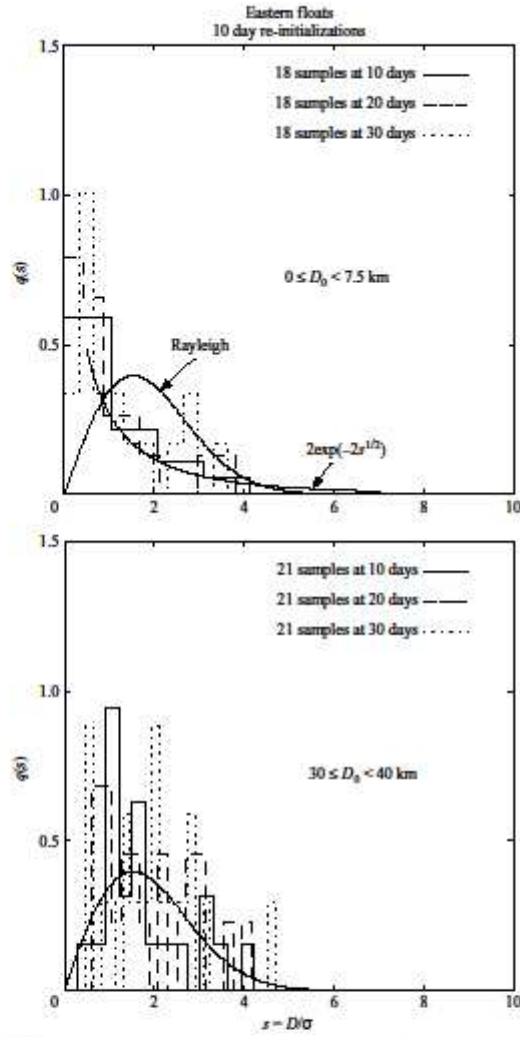 Eastern floats
10 day re-initializations
1.5
18 samples at 10 days
18 samples at 20 days
18 samples at 30 days
1.0
0 ≤ D₀ < 7.5 km
q(s)
Rayleigh
0.5
2exp(−2s^1/2)
0
0 2 4 6 8 10
1.5
21 samples at 10 days
21 samples at 20 days
21 samples at 30 days
1.0
30 ≤ D₀ < 40 km
q(s)
0.5
0
0 2 4 6 8 10
s = D/σ